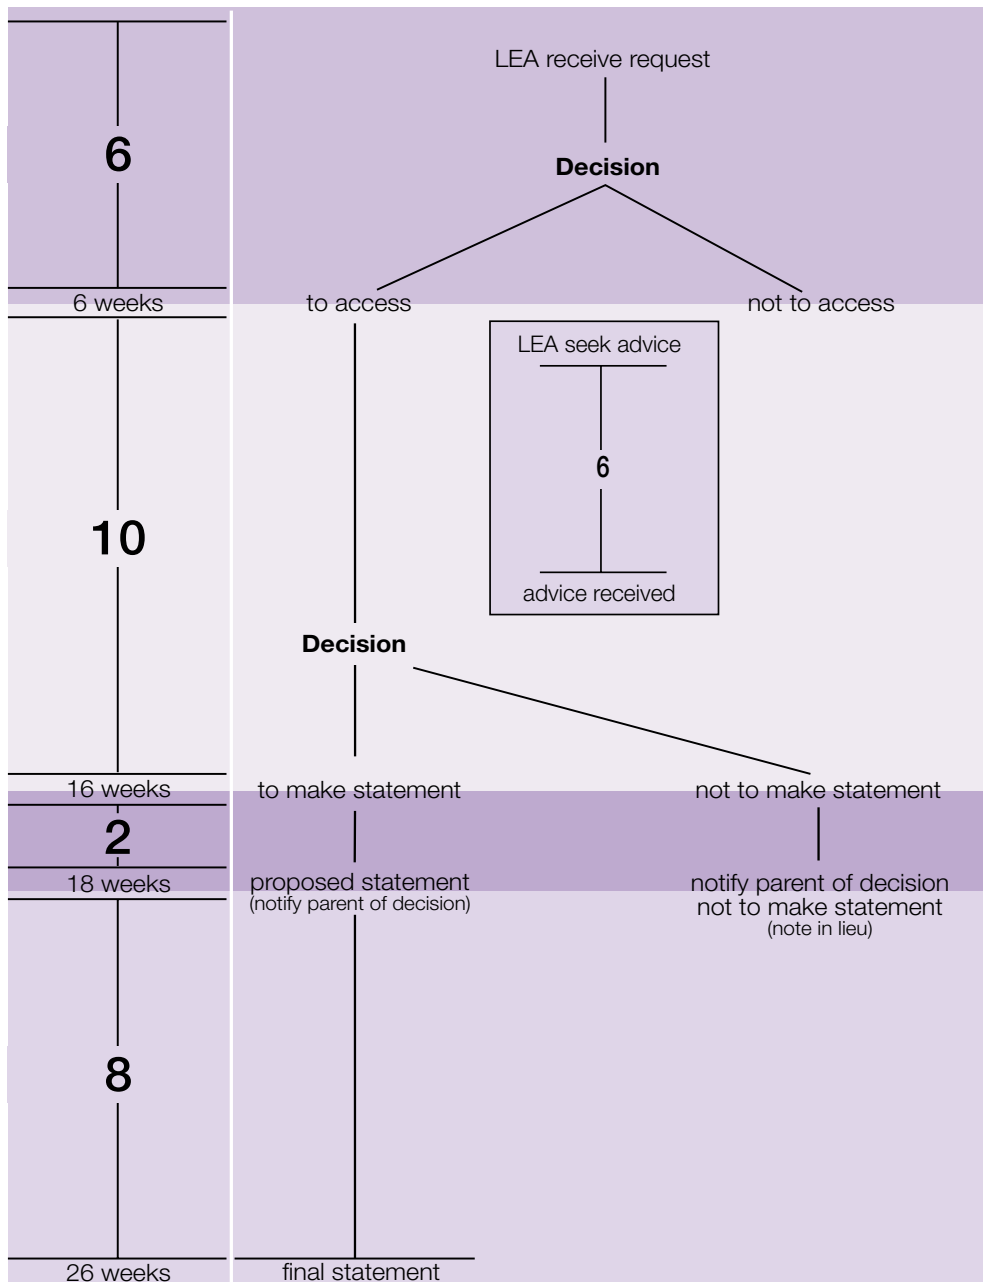 LEA receive request
6
Decision
6 weeks
to access
not to access
LEA seek advice
6
10
advice received
Decision
16 weeks
to make statement
not to make statement
2
18 weeks
proposed statement
(notify parent of decision)
notify parent of decision
not to make statement
(note in lieu)
8
26 weeks
final statement